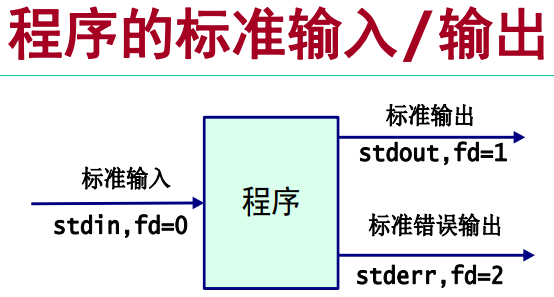 程序的标准输入/输出
标准输出
stdout,fd=1
标准输入
stdin,fd=0
程序
标准错误输出
stderr,fd=2